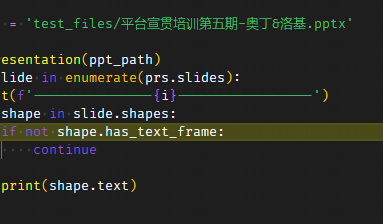 = 'test_files/平台宣贯培训第五期-奥丁&洛基.pptx'
resentation(ppt_path)
lide in enumerate(prs.slides):
t(f'————————————————{i}————————————————')
shape in slide.shapes:
if not shape.has_text_frame:
continue
print(shape.text)